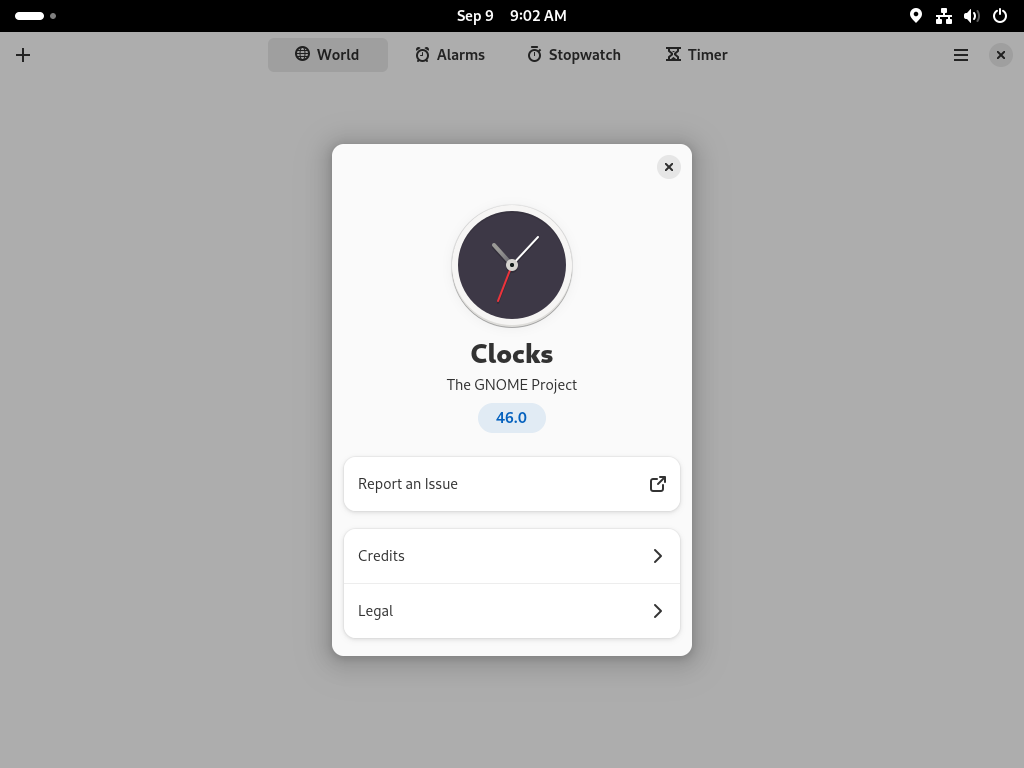 Sep 9 9:02 AM
World Alarms Stopwatch Timer
Clocks
The GNOME Project
46.0
Report an Issue
Credits
Legal